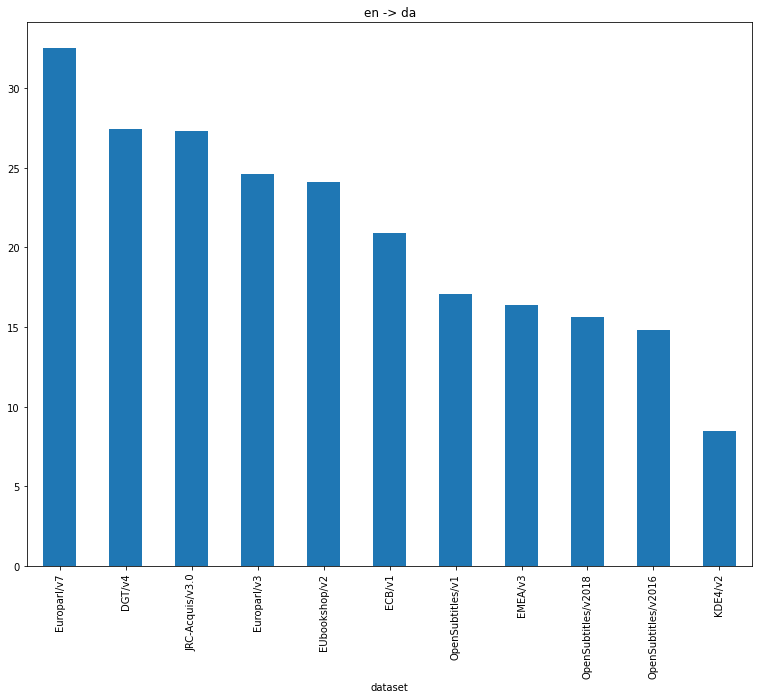 en -> da
30
25
20
15
10
5
0
Europarl/v7
DGT/v4
JRC-Acquis/v3.0
Europarl/v3
EUbookshop/v2
ECB/v1
OpenSubtitles/v1
EMEA/v3
OpenSubtitles/v2018
OpenSubtitles/v2016
KDE4/v2
dataset